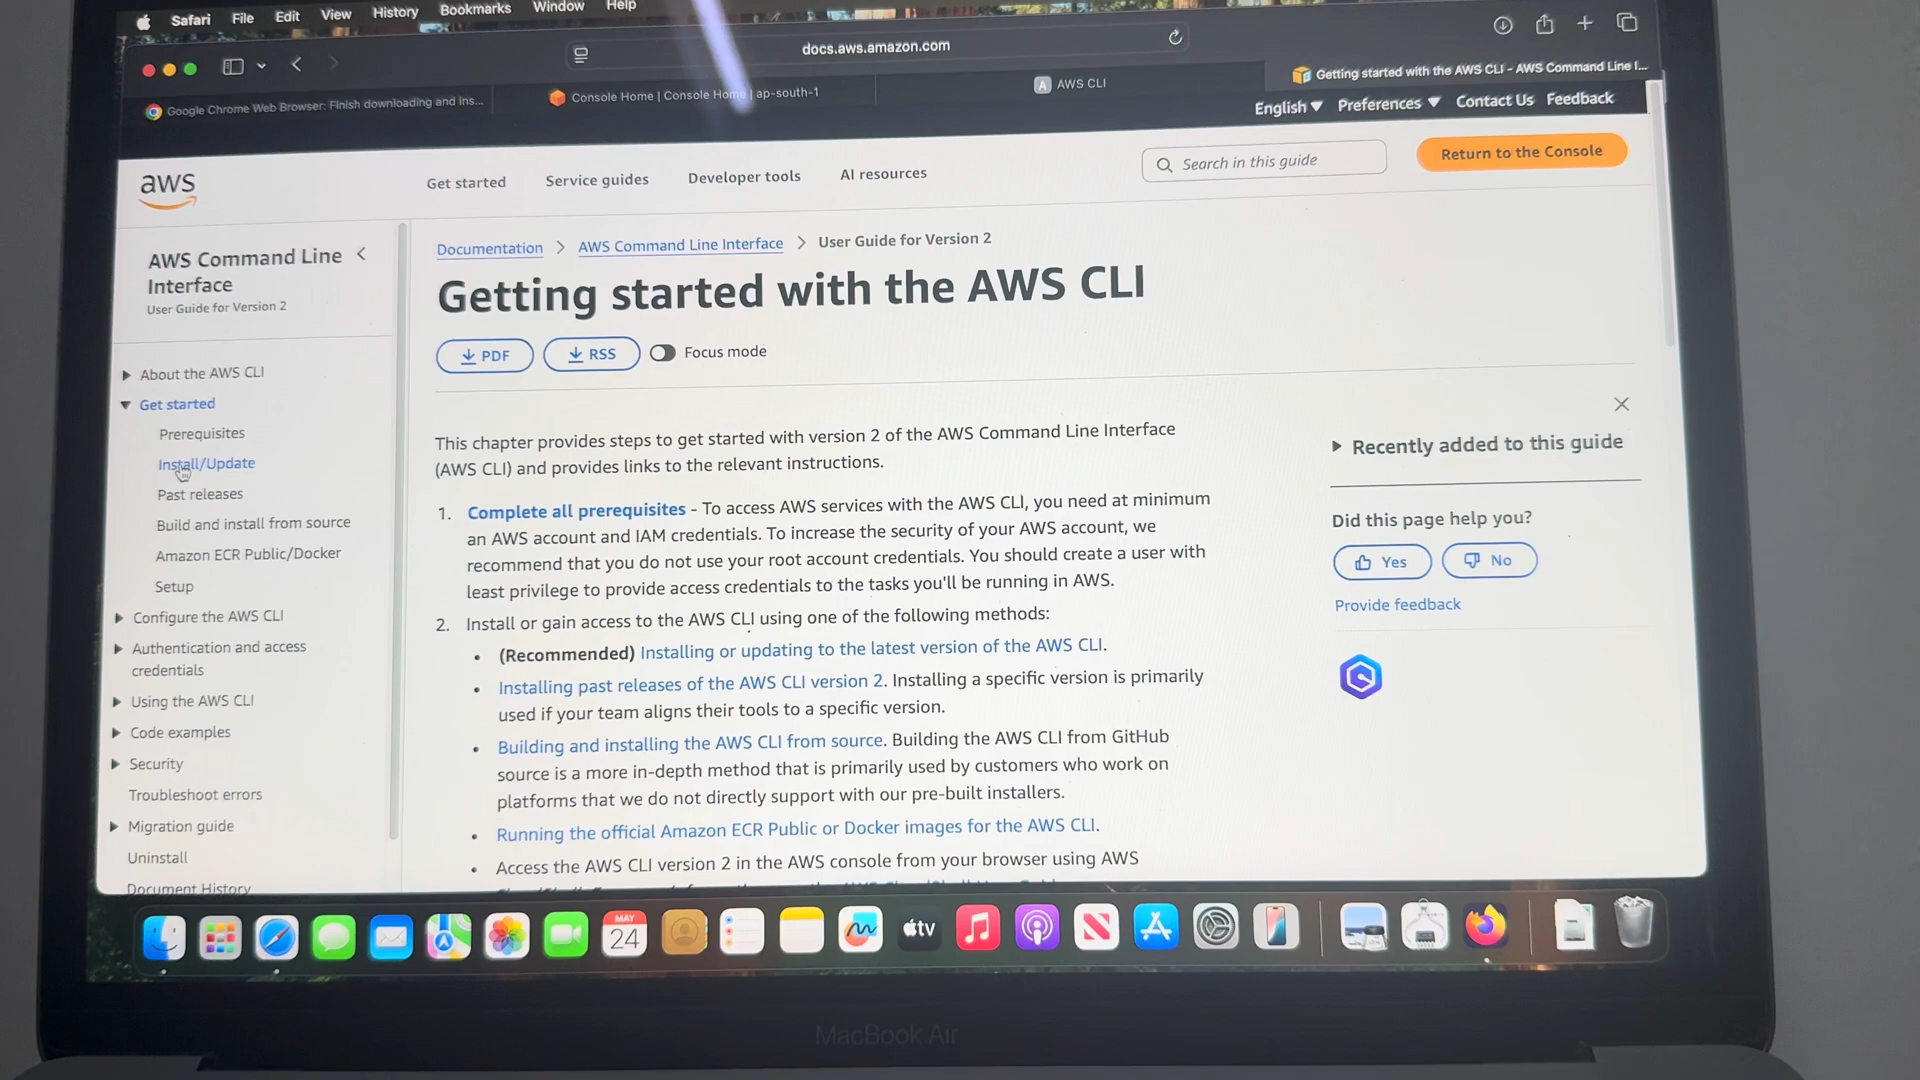 Safari File Edit View History Bookmarks Window Help
docs.aws.amazon.com
Google Chrome Web Browser: Finish downloading and ins...
Console Home | Console Home | ap-south-1
A AWS CLI
Getting started with the AWS CLI - AWS Command Line I...
English Preferences Contact Us Feedback
aws
Get started Service guides Developer tools AI resources
Search in this guide
Return to the Console
AWS Command Line
Interface
User Guide for Version 2
About the AWS CLI
Get started
Prerequisites
Install/Update
Past releases
Build and install from source
Amazon ECR Public/Docker
Setup
Configure the AWS CLI
Authentication and access
credentials
Using the AWS CLI
Code examples
Security
Troubleshoot errors
Migration guide
Uninstall
Document History
Documentation > AWS Command Line Interface > User Guide for Version 2
Getting started with the AWS CLI
PDF RSS Focus mode
This chapter provides steps to get started with version 2 of the AWS Command Line Interface
(AWS CLI) and provides links to the relevant instructions.
1. Complete all prerequisites - To access AWS services with the AWS CLI, you need at minimum
an AWS account and IAM credentials. To increase the security of your AWS account, we
recommend that you do not use your root account credentials. You should create a user with
least privilege to provide access credentials to the tasks you'll be running in AWS.
2. Install or gain access to the AWS CLI using one of the following methods:
• (Recommended) Installing or updating to the latest version of the AWS CLI.
• Installing past releases of the AWS CLI version 2. Installing a specific version is primarily
used if your team aligns their tools to a specific version.
• Building and installing the AWS CLI from source. Building the AWS CLI from GitHub
source is a more in-depth method that is primarily used by customers who work on
platforms that we do not directly support with our pre-built installers.
• Running the official Amazon ECR Public or Docker images for the AWS CLI.
• Access the AWS CLI version 2 in the AWS console from your browser using AWS
Recently added to this guide
Did this page help you?
Yes No
Provide feedback
MAY
24
tv
MacBook Air